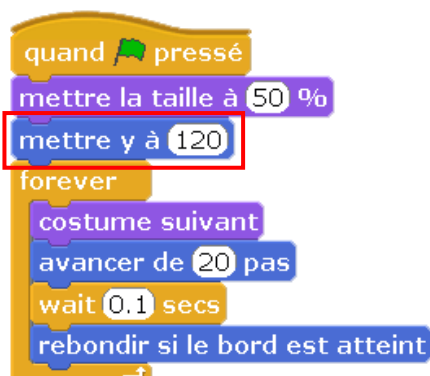 quand pressé
mettre la taille à 50 %
mettre y à 120
forever
costume suivant
avancer de 20 pas
wait 0.1 secs
rebondir si le bord est atteint